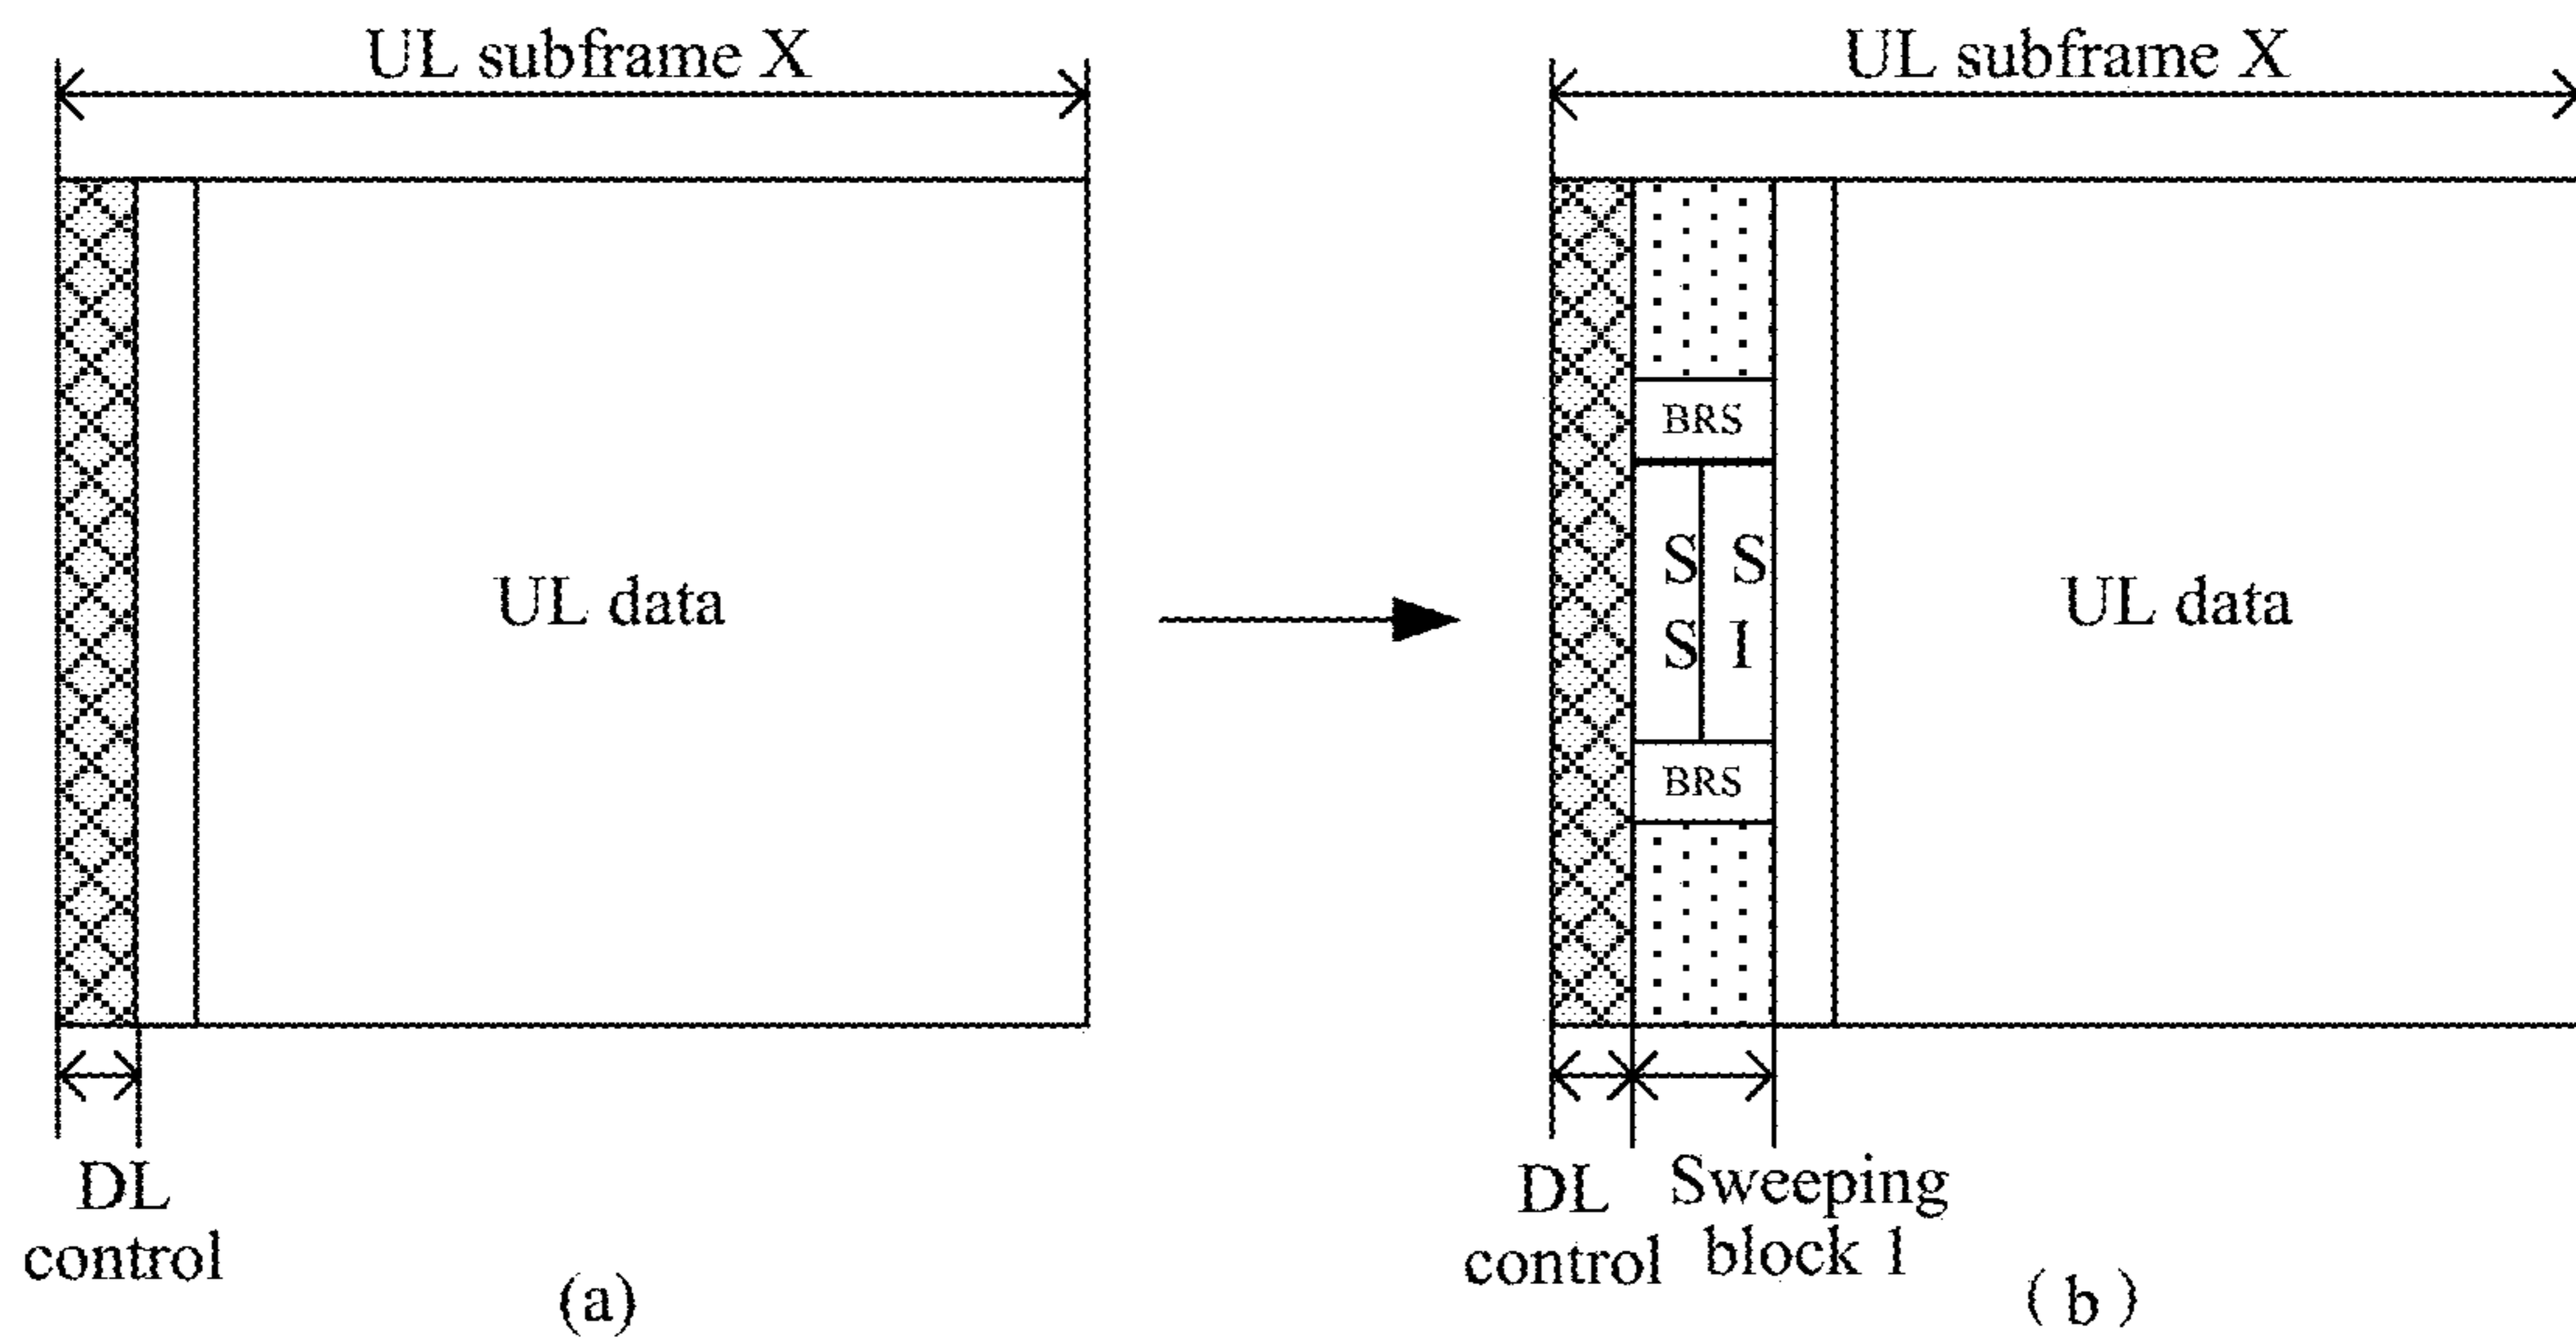 UL subframe X
UL data
DL
control
(a)
UL subframe X
BRS
S S
S I
BRS
UL data
DL
control
Sweeping
block 1
( b )